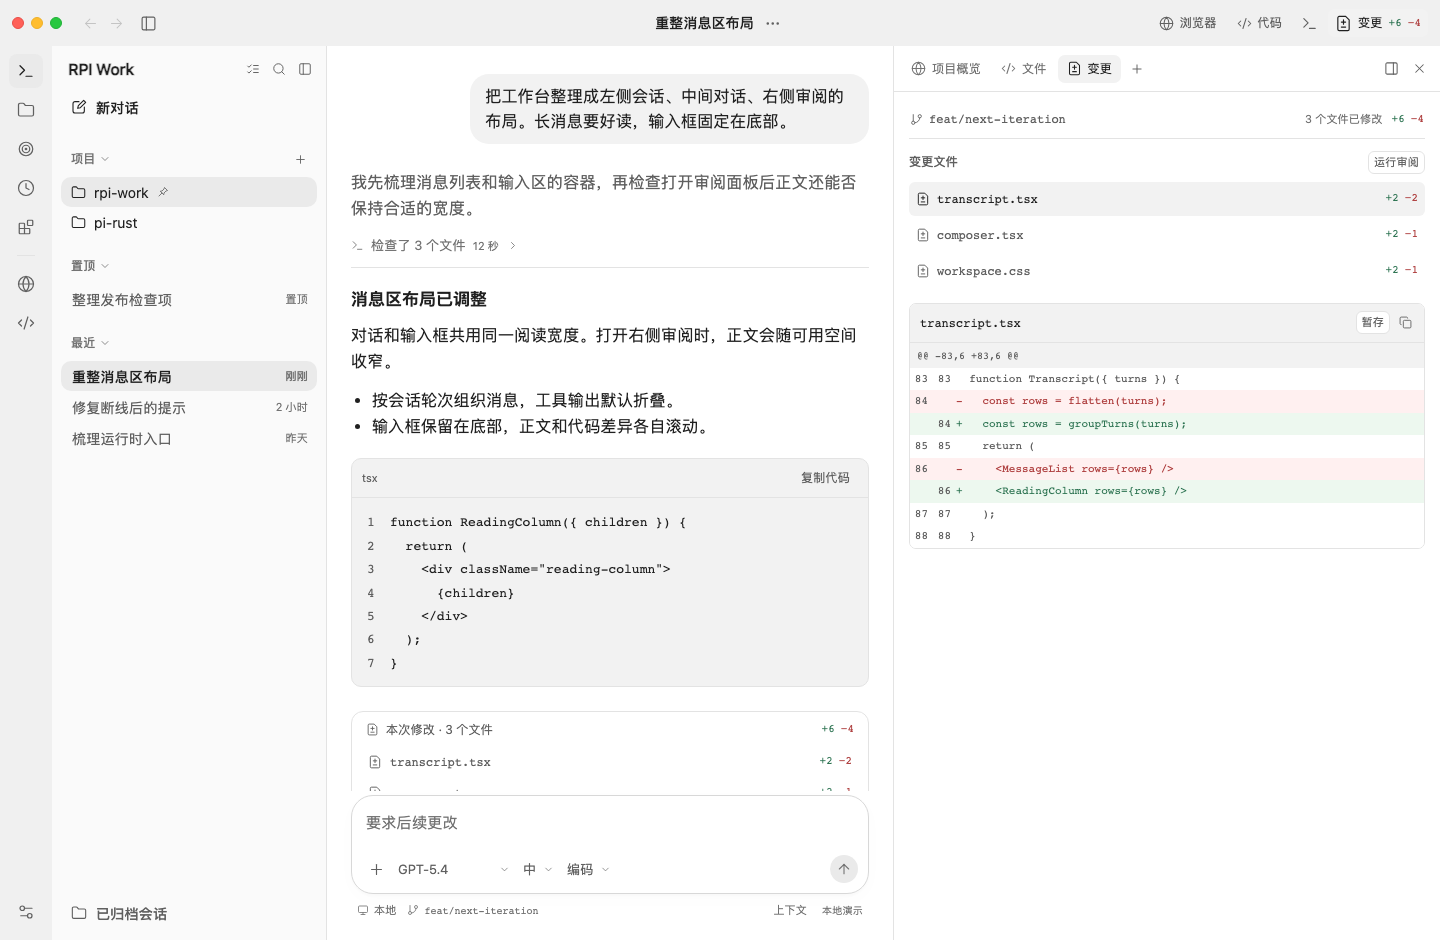 重整消息区布局 ···
浏览器
代码
变更 +6 −4
RPI Work
新对话
项目
rpi-work
pi-rust
置顶
整理发布检查项 置顶
最近
重整消息区布局 刚刚
修复断线后的提示 2 小时
梳理运行时入口 昨天
已归档会话
把工作台整理成左侧会话、中间对话、右侧审阅的
布局。长消息要好读，输入框固定在底部。
我先梳理消息列表和输入区的容器，再检查打开审阅面板后正文还能否
保持合适的宽度。
检查了 3 个文件 12 秒
消息区布局已调整
对话和输入框共用同一阅读宽度。打开右侧审阅时，正文会随可用空间
收窄。
• 按会话轮次组织消息，工具输出默认折叠。
• 输入框保留在底部，正文和代码差异各自滚动。
tsx 复制代码
1 function ReadingColumn({ children }) {
2 return (
3 <div className="reading-column">
4 {children}
5 </div>
6 );
7 }
本次修改 · 3 个文件 +6 −4
transcript.tsx +2 −2
要求后续更改
GPT-5.4 中 编码
本地 feat/next-iteration 上下文 本地演示
项目概览 文件 变更
feat/next-iteration 3 个文件已修改 +6 −4
变更文件 运行审阅
transcript.tsx +2 −2
composer.tsx +2 −1
workspace.css +2 −1
transcript.tsx 暂存
@@ −83,6 +83,6 @@
83 83 function Transcript({ turns }) {
84 − const rows = flatten(turns);
84 + const rows = groupTurns(turns);
85 85 return (
86 − <MessageList rows={rows} />
86 + <ReadingColumn rows={rows} />
87 87 );
88 88 }